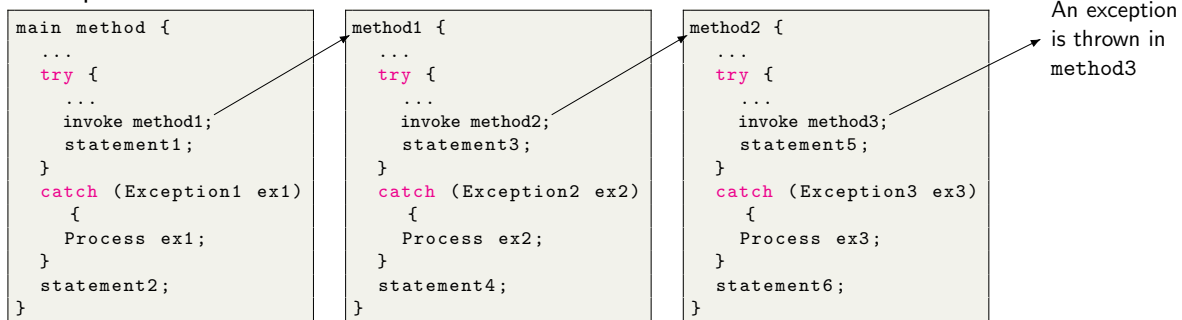 main method {
...
try {
...
invoke method1;
statement1;
}
catch (Exception1 ex1)
{
Process ex1;
}
statement2;
}
method1 {
...
try {
...
invoke method2;
statement3;
}
catch (Exception2 ex2)
{
Process ex2;
}
statement4;
}
method2 {
...
try {
...
invoke method3;
statement5;
}
catch (Exception3 ex3)
{
Process ex3;
}
statement6;
}
An exception
is thrown in
method3